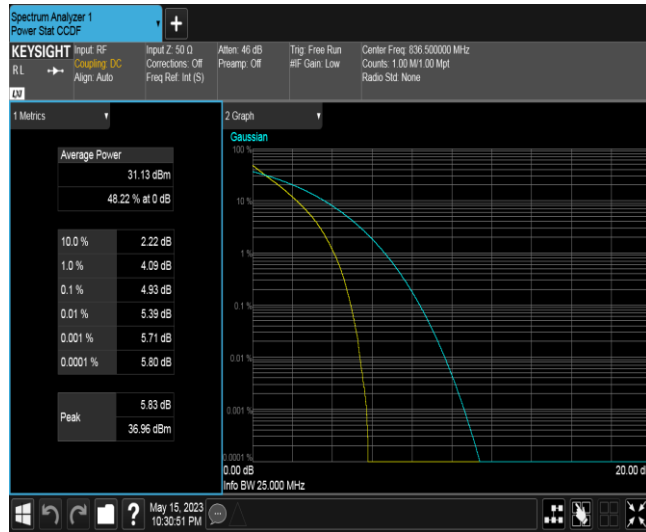 Spectrum Analyzer 1
Power Stat CCDF
+
KEYSIGHT
RL
LXI
Input: RF
Coupling: DC
Align: Auto
Input Z: 50 Ω
Corrections: Off
Freq Ref: Int (S)
Atten: 46 dB
Preamp: Off
Trig: Free Run
#IF Gain: Low
Center Freq: 836.500000 MHz
Counts: 1.00 M/1.00 Mpt
Radio Std: None
1 Metrics
Average Power
31.13 dBm
48.22 % at 0 dB
10.0 % 2.22 dB
1.0 % 4.09 dB
0.1 % 4.93 dB
0.01 % 5.39 dB
0.001 % 5.71 dB
0.0001 % 5.80 dB
Peak
5.83 dB
36.96 dBm
2 Graph
Gaussian
100 %
10 %
1 %
0.1 %
0.01 %
0.001 %
0.0001 %
0.00 dB
20.00 d
Info BW 25.000 MHz
?
May 15, 2023
10:30:51 PM